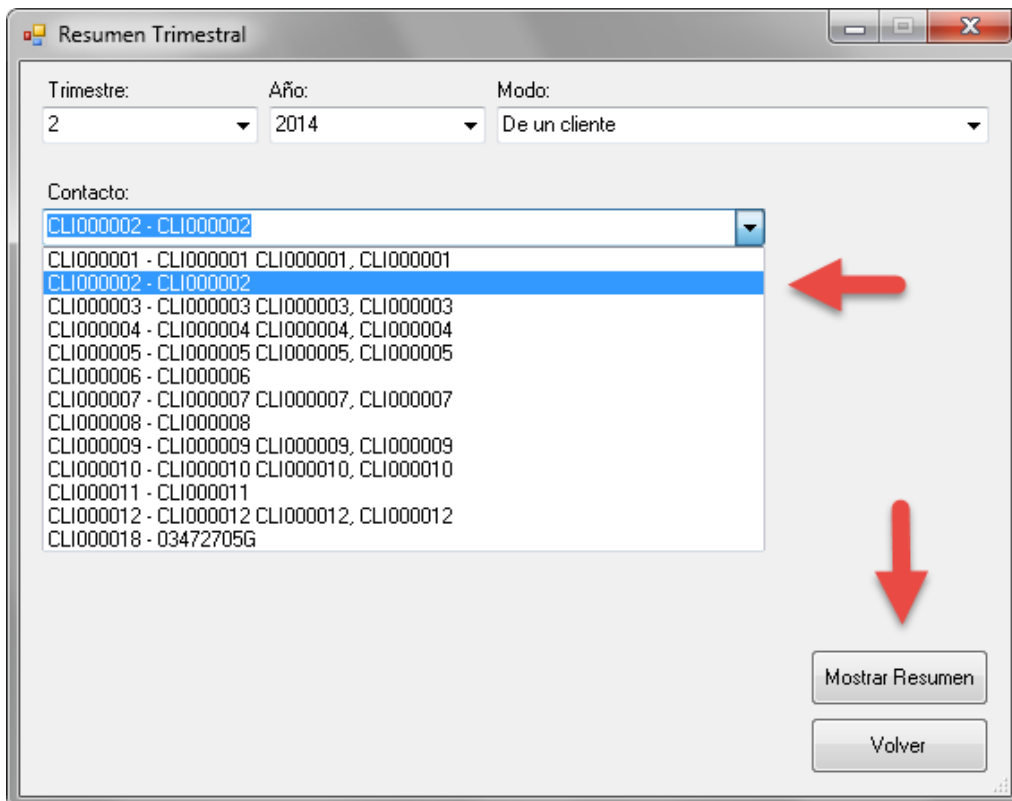 Resumen Trimestral
Trimestre: Año: Modo:
2 2014 De un cliente
Contacto:
CLI000002 - CLI000002
CLI000001 - CLI000001 CLI000001, CLI000001
CLI000002 - CLI000002
CLI000003 - CLI000003 CLI000003, CLI000003
CLI000004 - CLI000004 CLI000004, CLI000004
CLI000005 - CLI000005 CLI000005, CLI000005
CLI000006 - CLI000006
CLI000007 - CLI000007 CLI000007, CLI000007
CLI000008 - CLI000008
CLI000009 - CLI000009 CLI000009, CLI000009
CLI000010 - CLI000010 CLI000010, CLI000010
CLI000011 - CLI000011
CLI000012 - CLI000012 CLI000012, CLI000012
CLI000018 - 03472705G
Mostrar Resumen
Volver